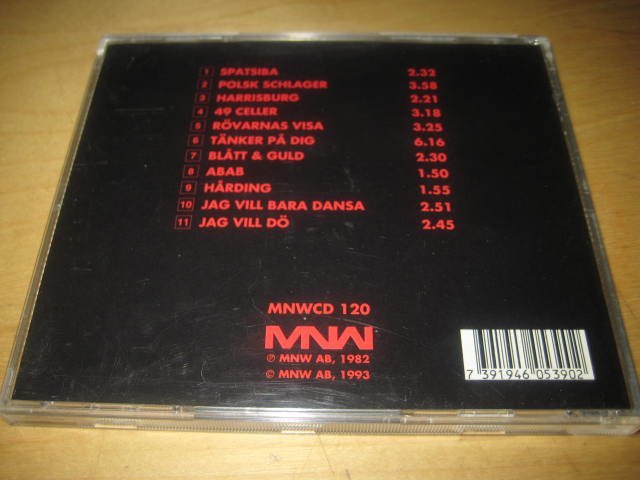 1 SPATSIBA 2.32
2 POLSK SCHLAGER 3.58
3 HARRISBURG 2.21
4 49 CELLER 3.18
5 RÖVARNAS VISA 3.25
6 TÄNKER PÅ DIG 6.16
7 BLÅTT & GULD 2.30
8 ABAB 1.50
9 HÅRDING 1.55
10 JAG VILL BARA DANSA 2.51
11 JAG VILL DÖ 2.45
MNWCD 120
MNW
℗ MNW AB, 1982
© MNW AB, 1993
7 391946 053902